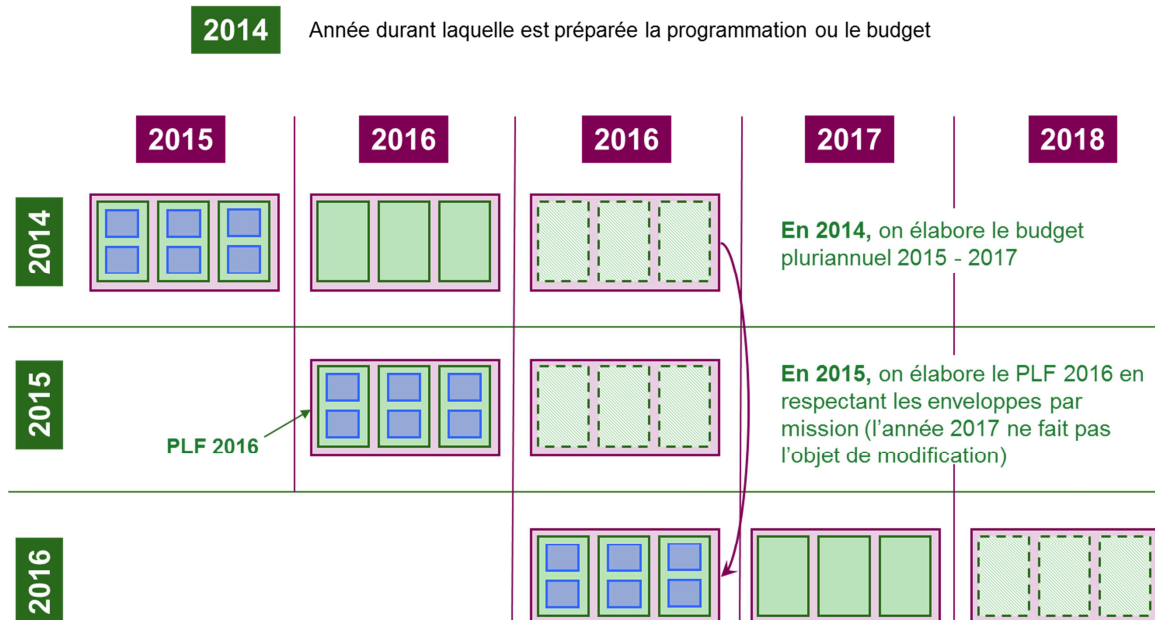 2014 Année durant laquelle est préparée la programmation ou le budget
2015 2016 2016 2017 2018
2014
En 2014, on élabore le budget
pluriannuel 2015 - 2017
2015
PLF 2016
En 2015, on élabore le PLF 2016 en
respectant les enveloppes par
mission (l'année 2017 ne fait pas
l'objet de modification)
2016